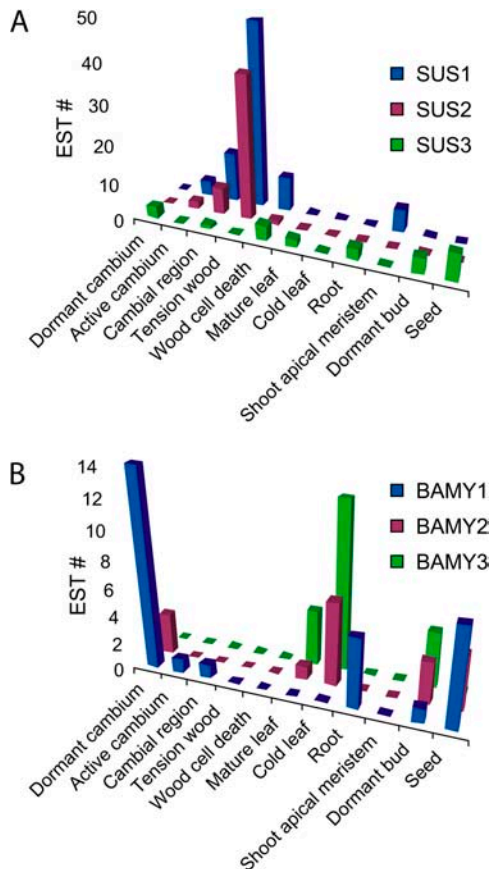 A
EST #
50
40
30
20
10
0
SUS1
SUS2
SUS3
Dormant cambium
Active cambium
Cambial region
Tension wood
Wood cell death
Mature leaf
Cold leaf
Root
Shoot apical meristem
Dormant bud
Seed
B
EST #
14
12
10
8
6
4
2
0
BAMY1
BAMY2
BAMY3
Dormant cambium
Active cambium
Cambial region
Tension wood
Wood cell death
Mature leaf
Cold leaf
Root
Shoot apical meristem
Dormant bud
Seed